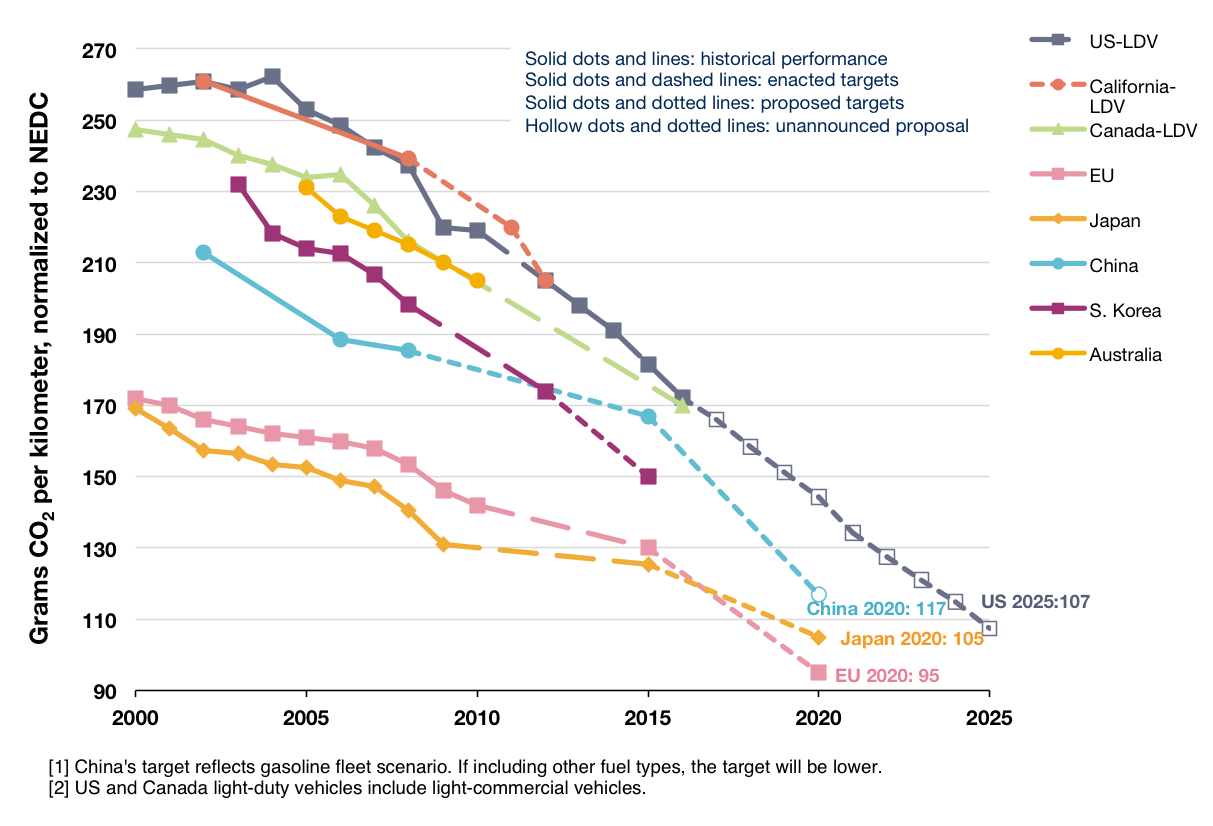 Grams CO2 per kilometer, normalized to NEDC
270
250
230
210
190
170
150
130
110
90
2000
2005
2010
2015
2020
2025
Solid dots and lines: historical performance
Solid dots and dashed lines: enacted targets
Solid dots and dotted lines: proposed targets
Hollow dots and dotted lines: unannounced proposal
US-LDV
California-
LDV
Canada-LDV
EU
Japan
China
S. Korea
Australia
US 2025:107
China 2020: 117
Japan 2020: 105
EU 2020: 95
[1] China's target reflects gasoline fleet scenario. If including other fuel types, the target will be lower.
[2] US and Canada light-duty vehicles include light-commercial vehicles.